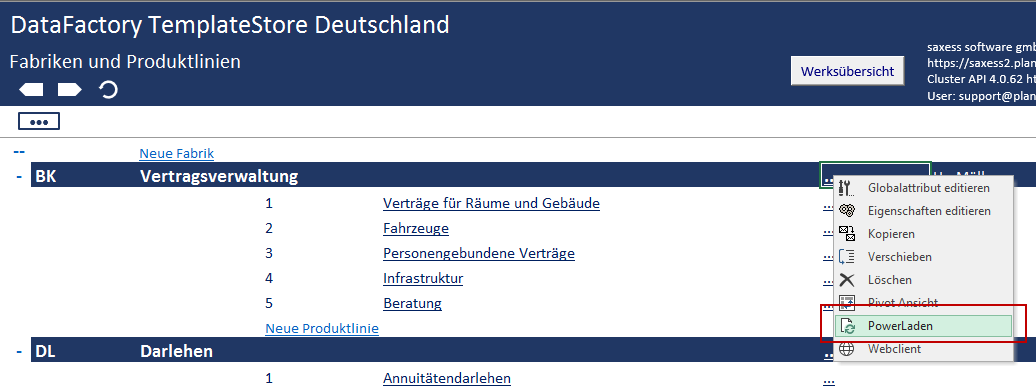 DataFactory TemplateStore Deutschland
Fabriken und Produktlinien
Werksübersicht
saxess software gmb
https://saxess2.plan
Cluster API 4.0.62 ht
User: support@plan
•••
-- Neue Fabrik
- BK Vertragsverwaltung ...
1 Verträge für Räume und Gebäude ...
2 Fahrzeuge ...
3 Personengebundene Verträge ...
4 Infrastruktur ...
5 Beratung ...
Neue Produktlinie
- DL Darlehen ...
1 Annuitätendarlehen ...
Globalattribut editieren
Eigenschaften editieren
Kopieren
Verschieben
Löschen
Pivot Ansicht
PowerLaden
Webclient